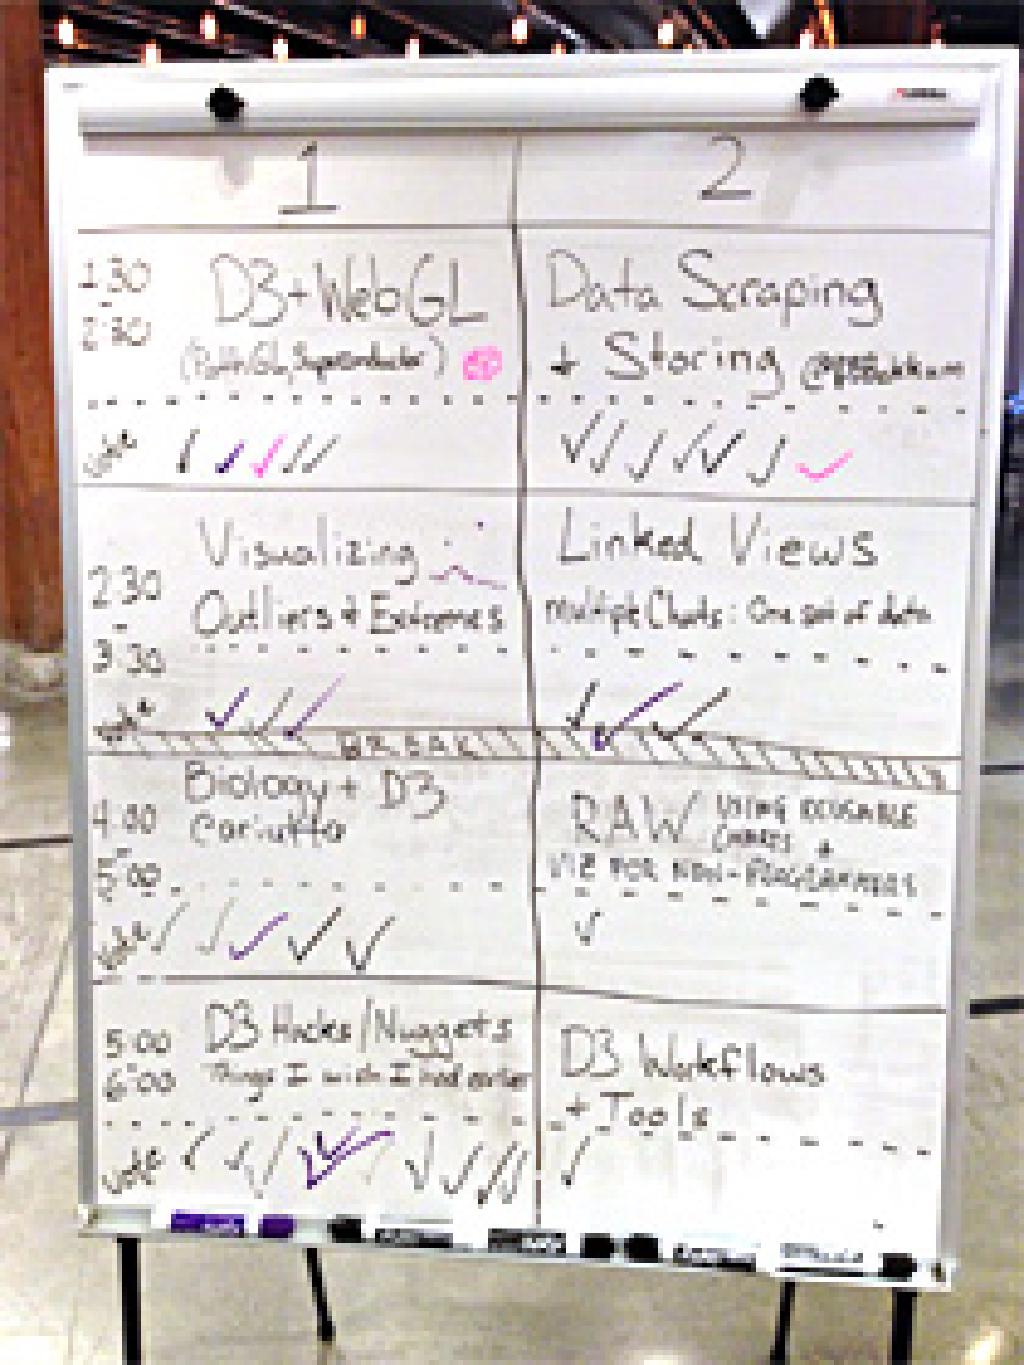 1 2
1:30
-
2:30
D3 + WebGL
Data Scraping
+ Storing
vote
2:30
-
3:30
Visualizing
Outliers & Extremes
Linked Views
Multiple Charts: One set of data
vote
BREAK
4:00
-
5:00
Biology + D3
RAW USING REUSABLE
CHARTS +
VIZ FOR NON-PROGRAMMERS
vote
5:00
-
6:00
D3 Hacks/Nuggets
Things I wish I had earlier
D3 Workflows
+ Tools
vote